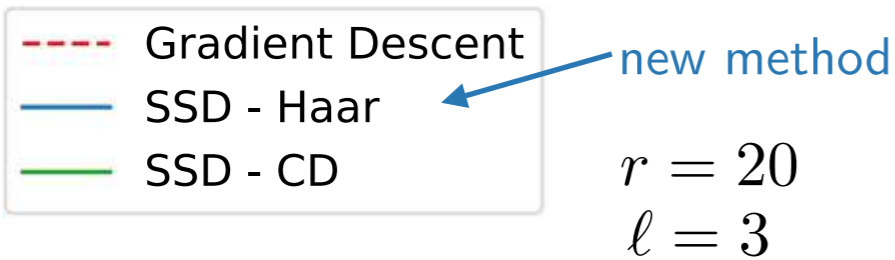 Gradient Descent
new method
SSD - Haar
SSD - CD
r = 20
ℓ = 3